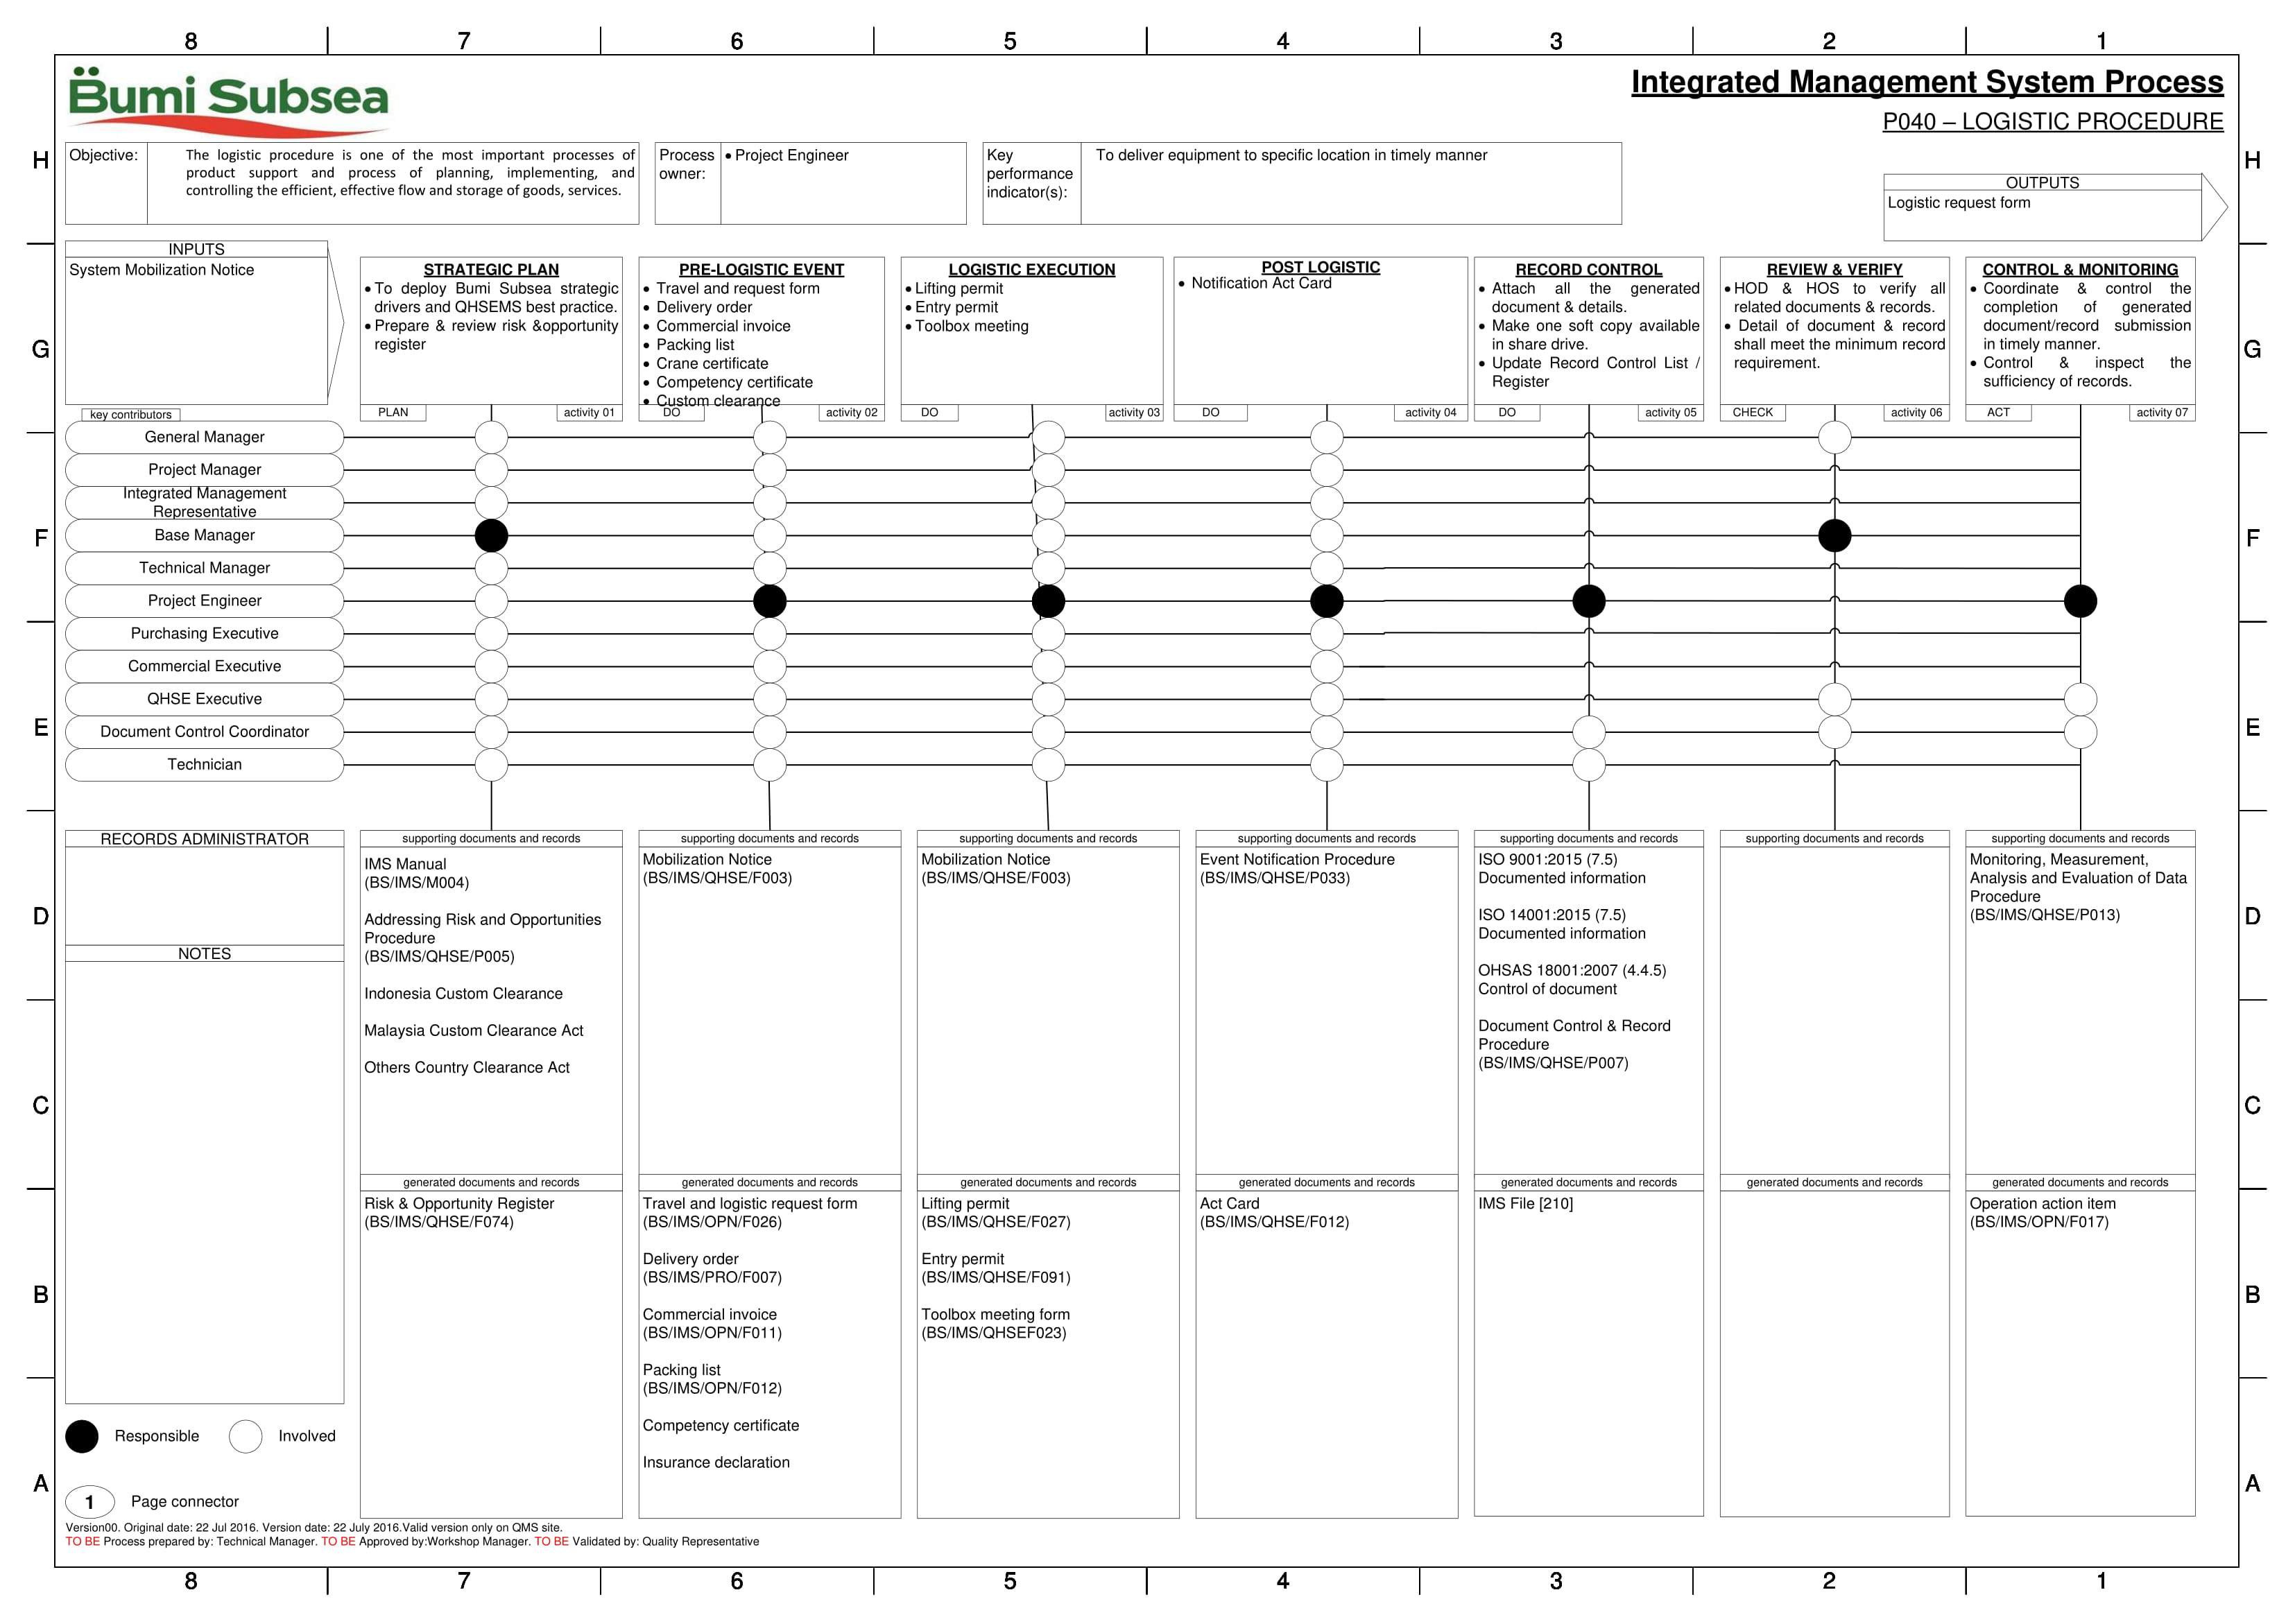 8 7 6 5 4 3 2 1
Bumi Subsea
Integrated Management System Process
P040 – LOGISTIC PROCEDURE
H
H
Objective:
The logistic procedure is one of the most important processes of
product support and process of planning, implementing, and
controlling the efficient, effective flow and storage of goods, services.
Process
owner:
• Project Engineer
Key
performance
indicator(s):
To deliver equipment to specific location in timely manner
OUTPUTS
Logistic request form
INPUTS
System Mobilization Notice
G
G
STRATEGIC PLAN
• To deploy Bumi Subsea strategic
drivers and QHSEMS best practice.
• Prepare & review risk &opportunity
register
PLAN
activity 01
PRE-LOGISTIC EVENT
• Travel and request form
• Delivery order
• Commercial invoice
• Packing list
• Crane certificate
• Competency certificate
• Custom clearance
DO
activity 02
LOGISTIC EXECUTION
• Lifting permit
• Entry permit
• Toolbox meeting
DO
activity 03
POST LOGISTIC
• Notification Act Card
DO
activity 04
RECORD CONTROL
• Attach all the generated
document & details.
• Make one soft copy available
in share drive.
• Update Record Control List /
Register
DO
activity 05
REVIEW & VERIFY
• HOD & HOS to verify all
related documents & records.
• Detail of document & record
shall meet the minimum record
requirement.
CHECK
activity 06
CONTROL & MONITORING
• Coordinate & control the
completion of generated
document/record submission
in timely manner.
• Control & inspect the
sufficiency of records.
ACT
activity 07
key contributors
General Manager
Project Manager
Integrated Management
Representative
F
F
Base Manager
Technical Manager
Project Engineer
Purchasing Executive
Commercial Executive
QHSE Executive
E
E
Document Control Coordinator
Technician
RECORDS ADMINISTRATOR
D
D
NOTES
supporting documents and records
IMS Manual
(BS/IMS/M004)
Addressing Risk and Opportunities
Procedure
(BS/IMS/QHSE/P005)
Indonesia Custom Clearance
Malaysia Custom Clearance Act
Others Country Clearance Act
supporting documents and records
Mobilization Notice
(BS/IMS/QHSE/F003)
supporting documents and records
Mobilization Notice
(BS/IMS/QHSE/F003)
supporting documents and records
Event Notification Procedure
(BS/IMS/QHSE/P033)
supporting documents and records
ISO 9001:2015 (7.5)
Documented information
ISO 14001:2015 (7.5)
Documented information
OHSAS 18001:2007 (4.4.5)
Control of document
Document Control & Record
Procedure
(BS/IMS/QHSE/P007)
supporting documents and records
supporting documents and records
Monitoring, Measurement,
Analysis and Evaluation of Data
Procedure
(BS/IMS/QHSE/P013)
C
C
generated documents and records
Risk & Opportunity Register
(BS/IMS/QHSE/F074)
generated documents and records
Travel and logistic request form
(BS/IMS/OPN/F026)
Delivery order
(BS/IMS/PRO/F007)
Commercial invoice
(BS/IMS/OPN/F011)
Packing list
(BS/IMS/OPN/F012)
Competency certificate
Insurance declaration
generated documents and records
Lifting permit
(BS/IMS/QHSE/F027)
Entry permit
(BS/IMS/QHSE/F091)
Toolbox meeting form
(BS/IMS/QHSEF023)
generated documents and records
Act Card
(BS/IMS/QHSE/F012)
generated documents and records
IMS File [210]
generated documents and records
generated documents and records
Operation action item
(BS/IMS/OPN/F017)
B
B
Responsible
Involved
A
A
1 Page connector
Version00. Original date: 22 Jul 2016. Version date: 22 July 2016.Valid version only on QMS site.
TO BE Process prepared by: Technical Manager. TO BE Approved by:Workshop Manager. TO BE Validated by: Quality Representative
8 7 6 5 4 3 2 1